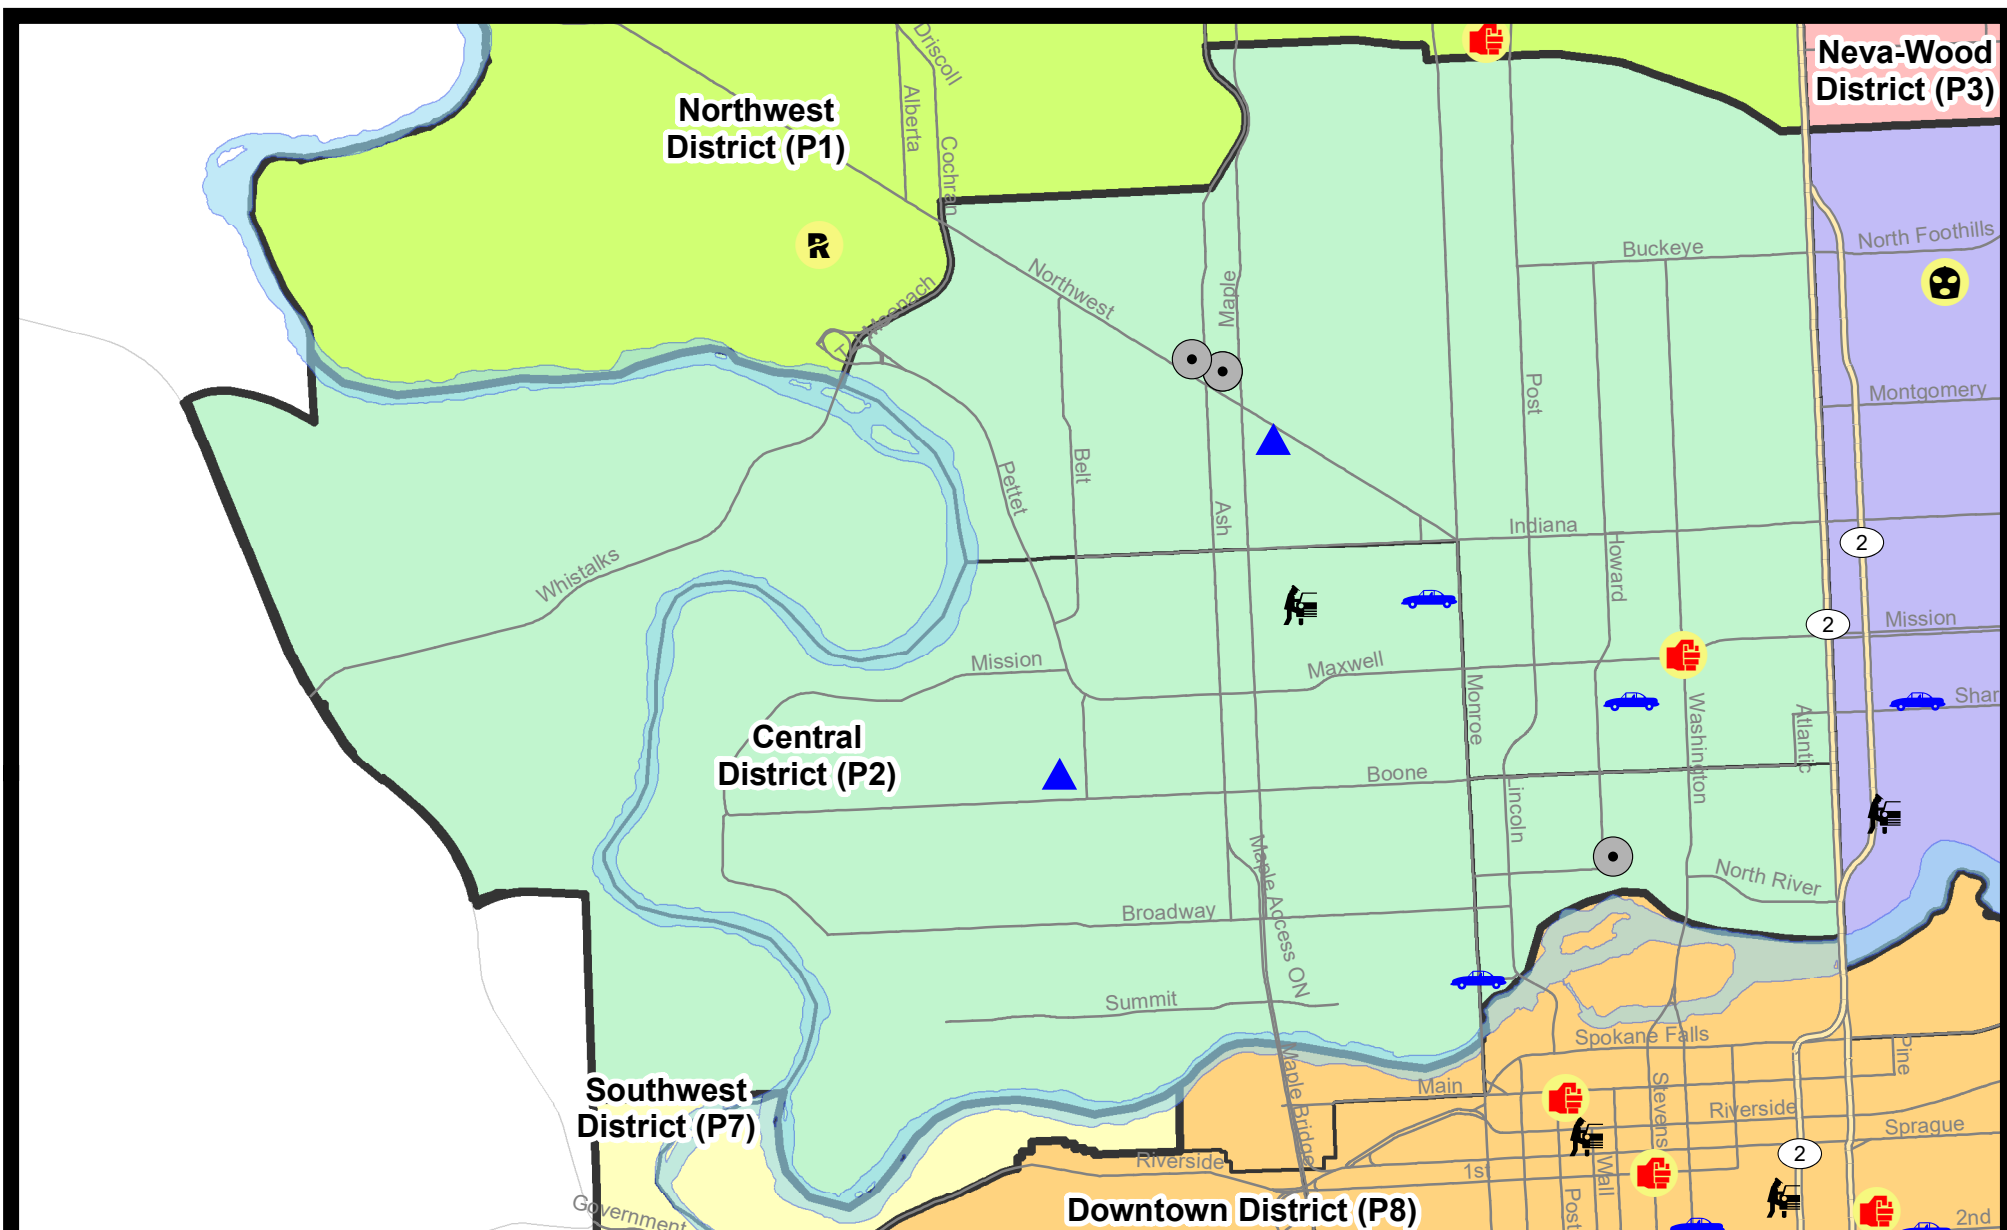 Driscoll
Neva-Wood
District (P3)
Northwest
District (P1)
Alberta
Cochran
North Foothills
Buckeye
Northwest
Maple
Montgomery
Post
Belt
Pettet
Ash
Indiana
2
Howard
Whistalks
2
Mission
Mission
Maxwell
Monroe
Washington
Atlantic
Shar
Central
District (P2)
Boone
Lincoln
North River
Maple Access ON
Broadway
Summit
Spokane Falls
Pine
Southwest
District (P7)
Maple Bridge
Main
Stevens
Riverside
Sprague
Riverside
1st
Wall
2
Post
Government
Downtown District (P8)
2nd
R